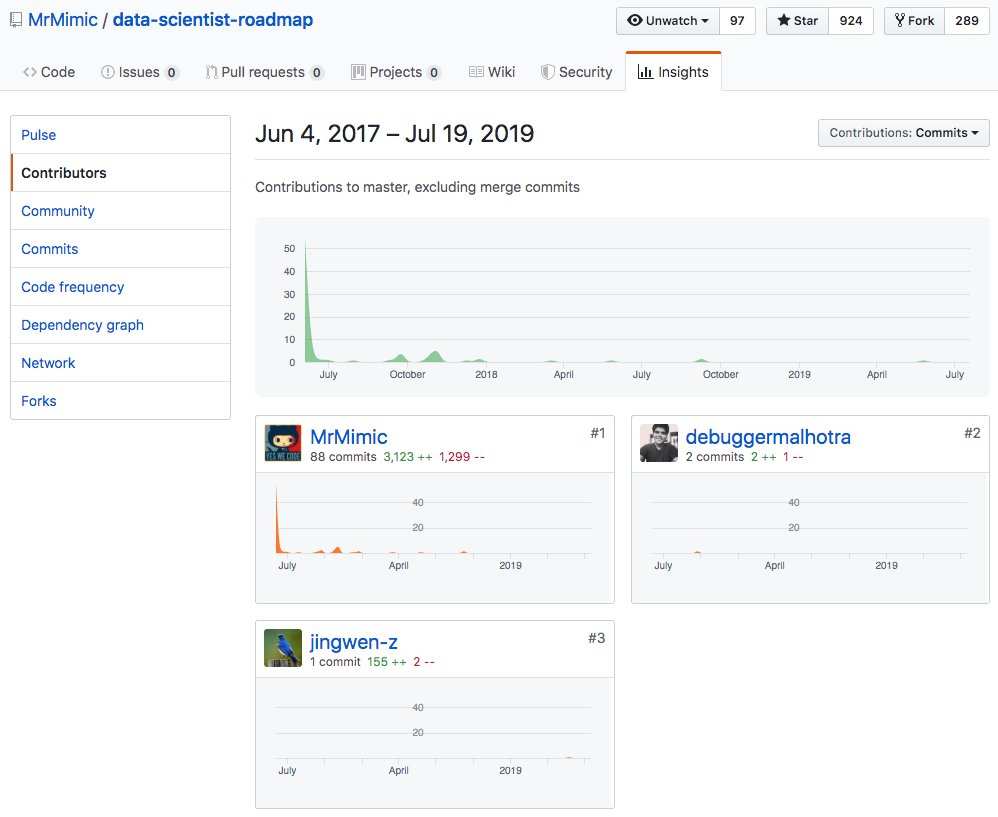 MrMimic / data-scientist-roadmap
Unwatch 97 Star 924 Fork 289
Code Issues 0 Pull requests 0 Projects 0 Wiki Security Insights
Pulse
Contributors
Community
Commits
Code frequency
Dependency graph
Network
Forks
Jun 4, 2017 – Jul 19, 2019
Contributions: Commits
Contributions to master, excluding merge commits
50
40
30
20
10
0
July October 2018 April July October 2019 April July
MrMimic #1
88 commits 3,123 ++ 1,299 --
YES WE CODE
40
20
July April 2019
debuggermalhotra #2
2 commits 2 ++ 1 --
40
20
July April 2019
jingwen-z #3
1 commit 155 ++ 2 --
40
20
July April 2019